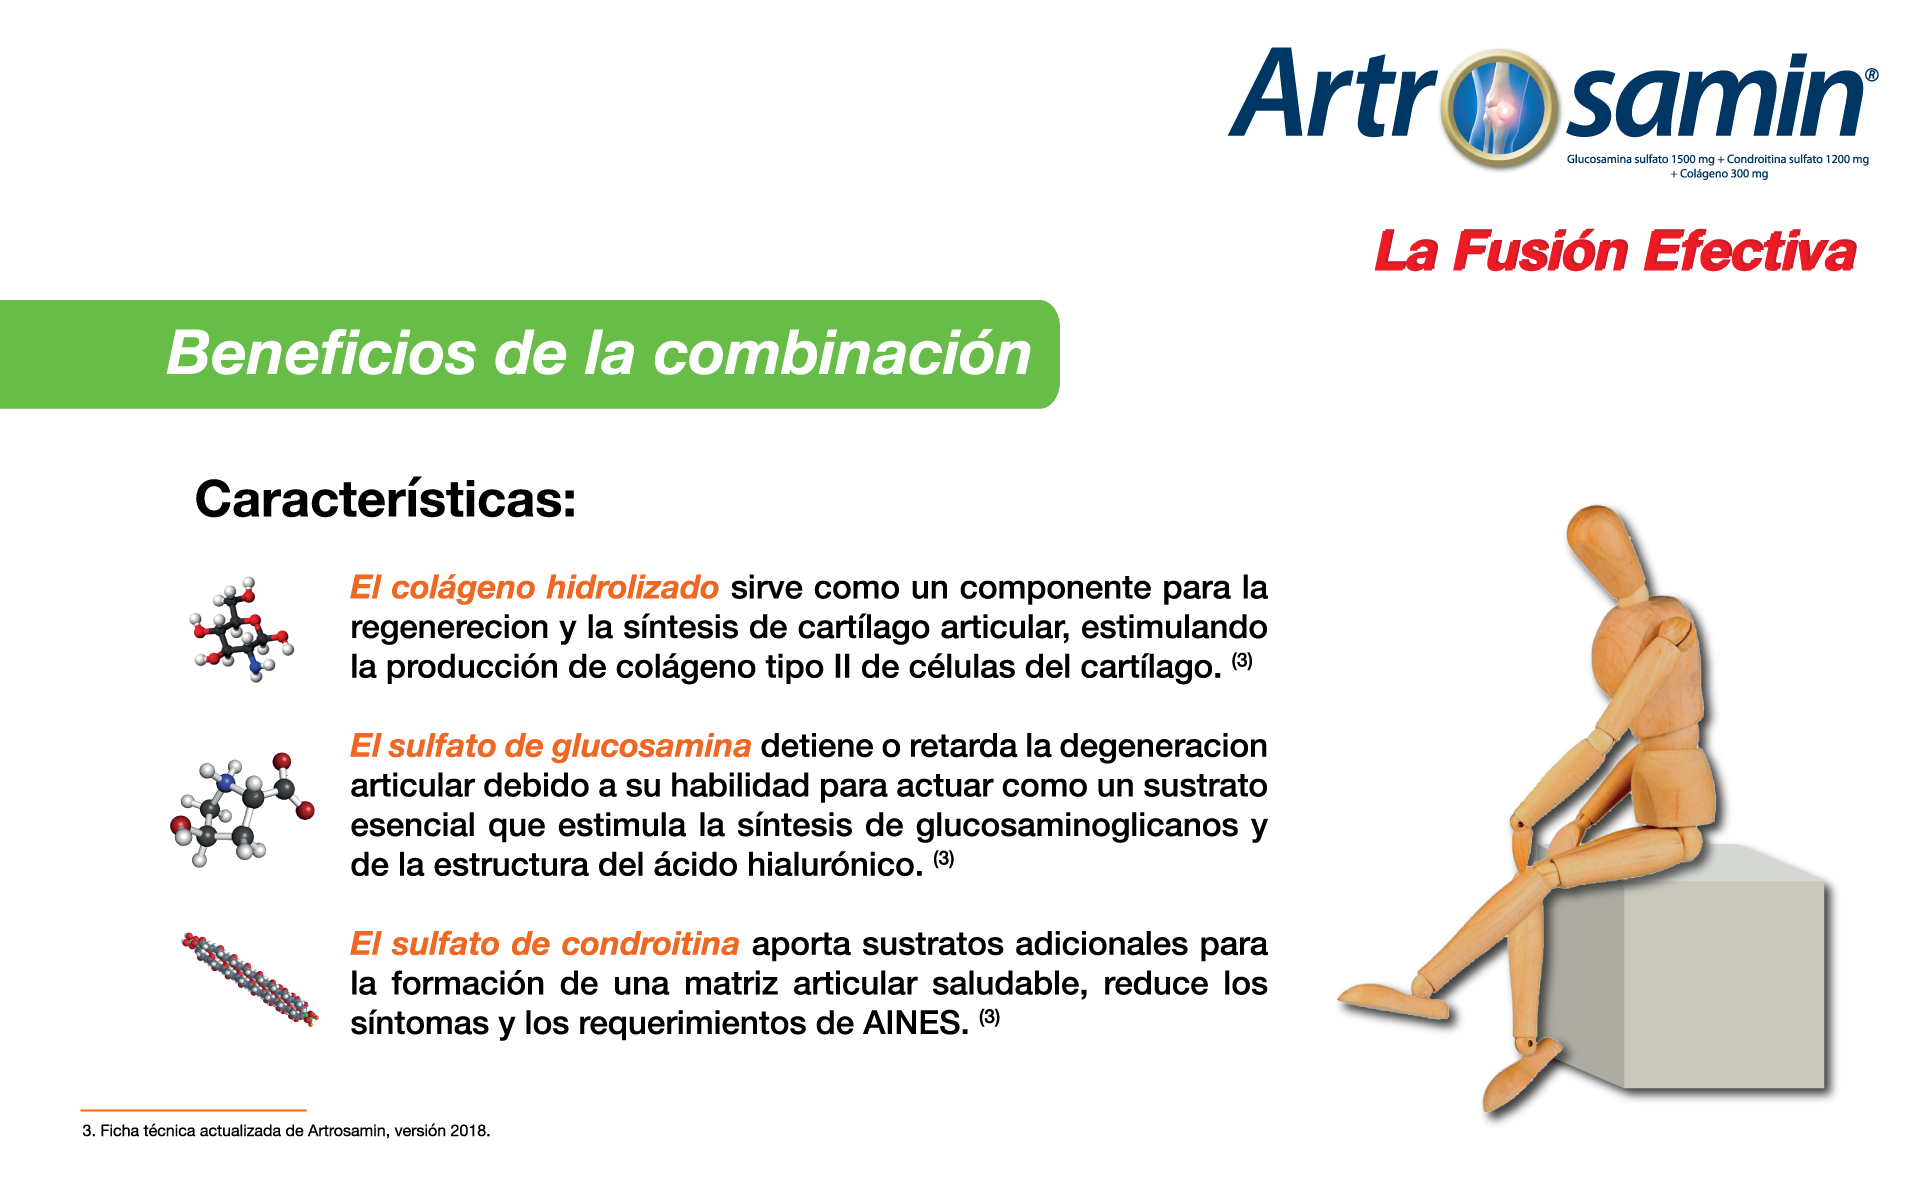 Artrosamin®
Glucosamina sulfato 1500 mg + Condroitina sulfato 1200 mg
+ Colágeno 300 mg
La Fusión Efectiva
Beneficios de la combinación
Características:
El colágeno hidrolizado sirve como un componente para la
regenerecion y la síntesis de cartílago articular, estimulando
la producción de colágeno tipo II de células del cartílago. (3)
El sulfato de glucosamina detiene o retarda la degeneracion
articular debido a su habilidad para actuar como un sustrato
esencial que estimula la síntesis de glucosaminoglicanos y
de la estructura del ácido hialurónico. (3)
El sulfato de condroitina aporta sustratos adicionales para
la formación de una matriz articular saludable, reduce los
síntomas y los requerimientos de AINES. (3)
3. Ficha técnica actualizada de Artrosamin, versión 2018.